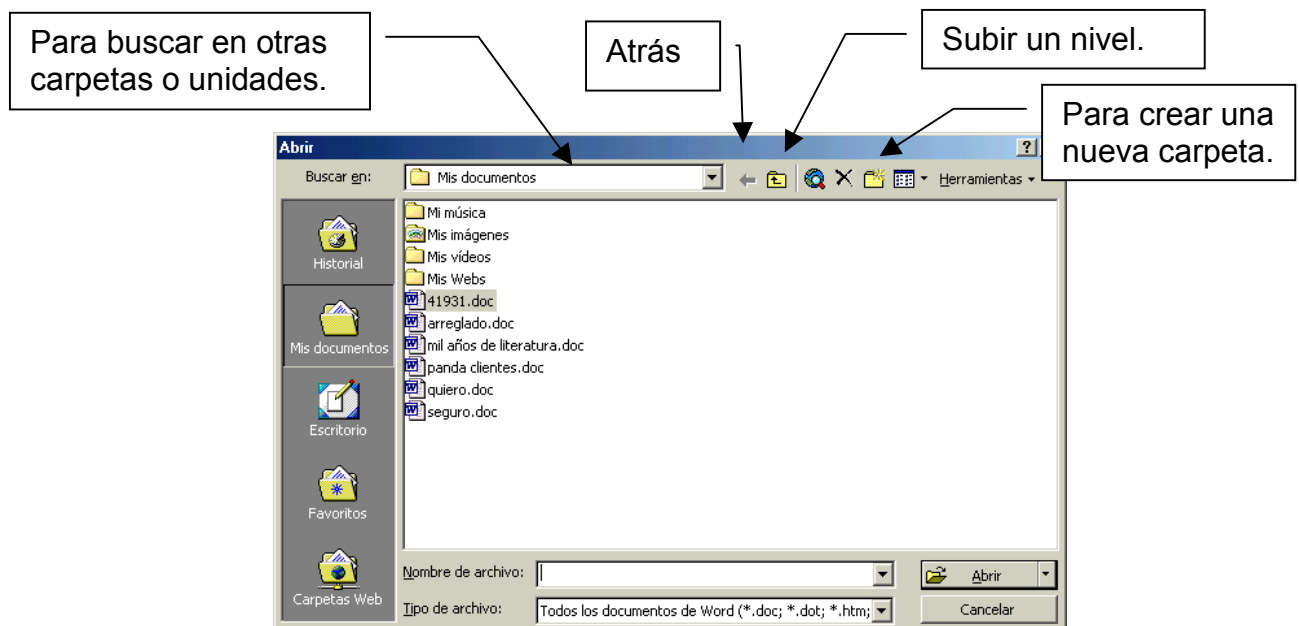 Para buscar en otras
carpetas o unidades.
Atrás
Subir un nivel.
Para crear una
nueva carpeta.
Abrir
?
Buscar en:
Mis documentos
Herramientas
Historial
Mis documentos
Escritorio
Favoritos
Carpetas Web
Mi música
Mis imágenes
Mis vídeos
Mis Webs
41931.doc
arreglado.doc
mil años de literatura.doc
panda clientes.doc
quiero.doc
seguro.doc
Nombre de archivo:
Abrir
Tipo de archivo:
Todos los documentos de Word (*.doc; *.dot; *.htm;
Cancelar